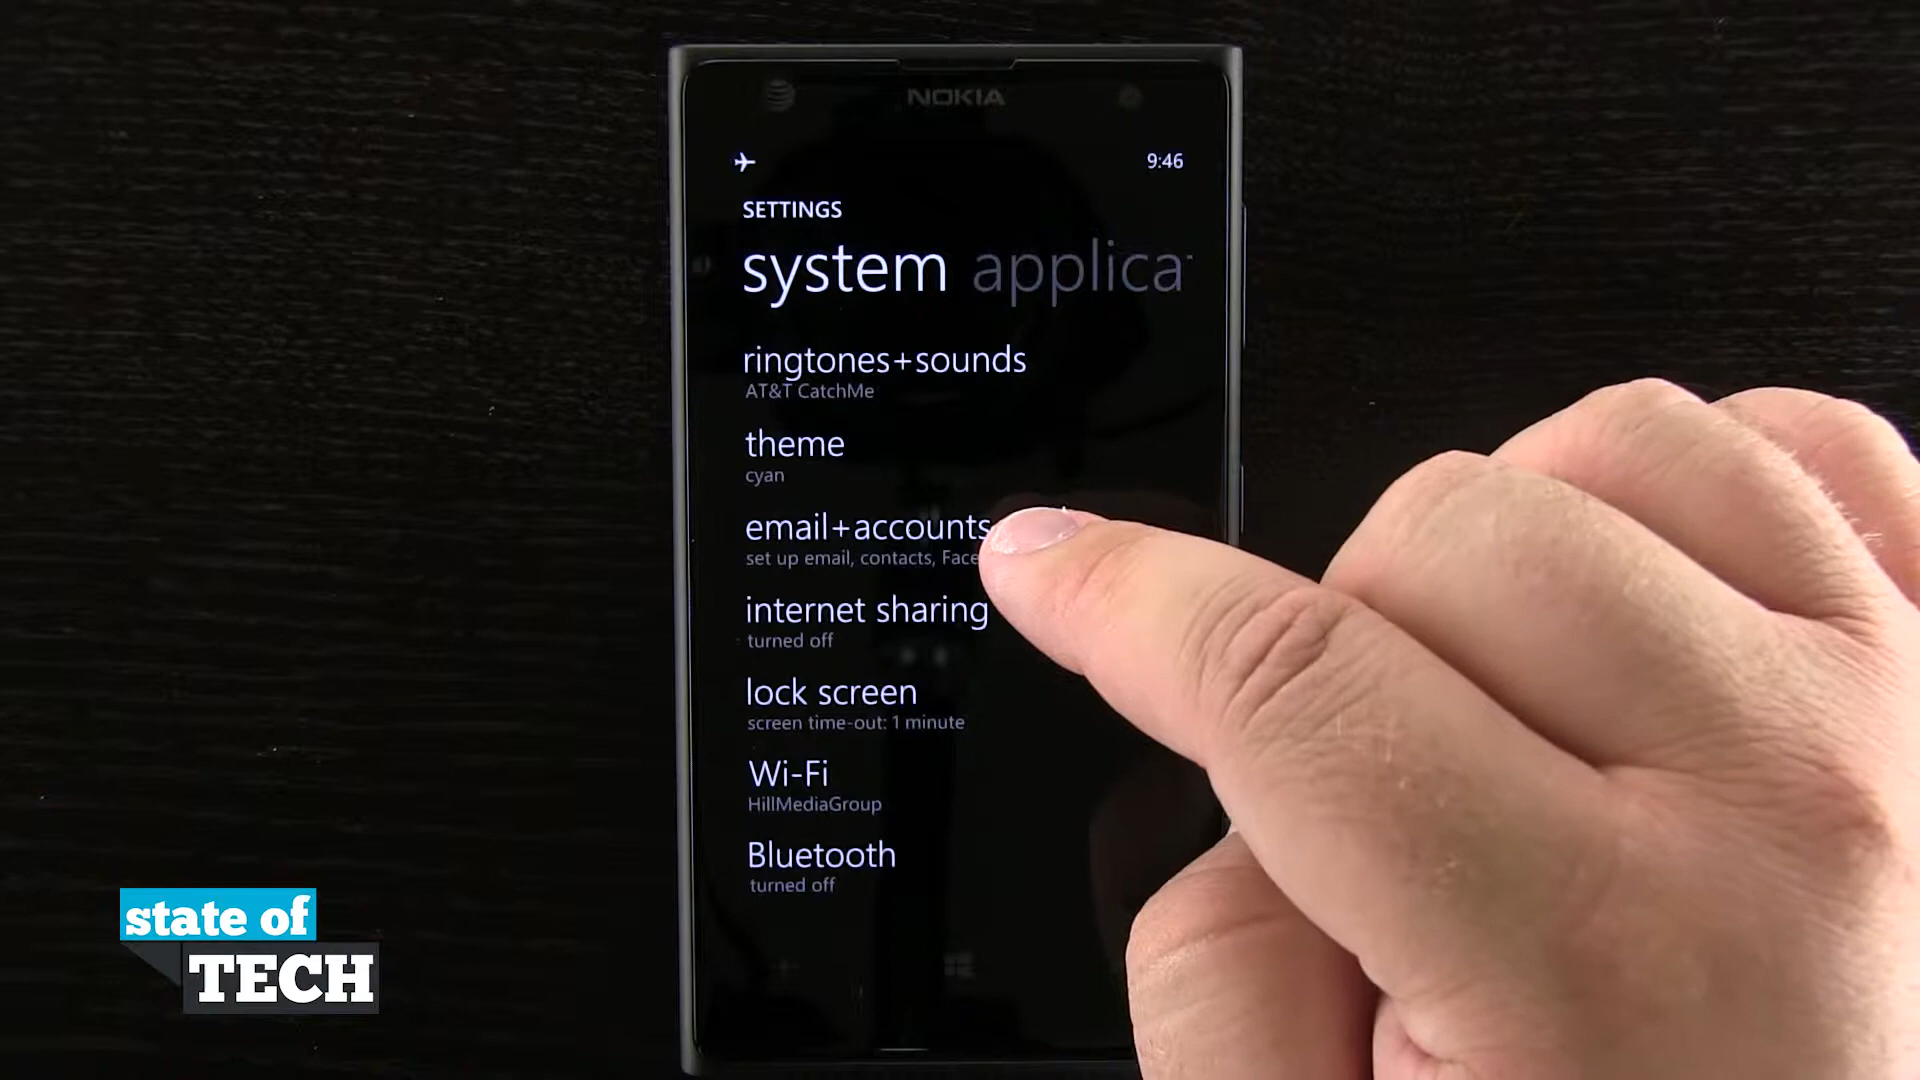 NOKIA
9:46
SETTINGS
system applica
ringtones+sounds
AT&T CatchMe
theme
cyan
email+accounts
set up email, contacts, Face
internet sharing
turned off
lock screen
screen time-out: 1 minute
Wi-Fi
HillMediaGroup
Bluetooth
turned off
state of
TECH